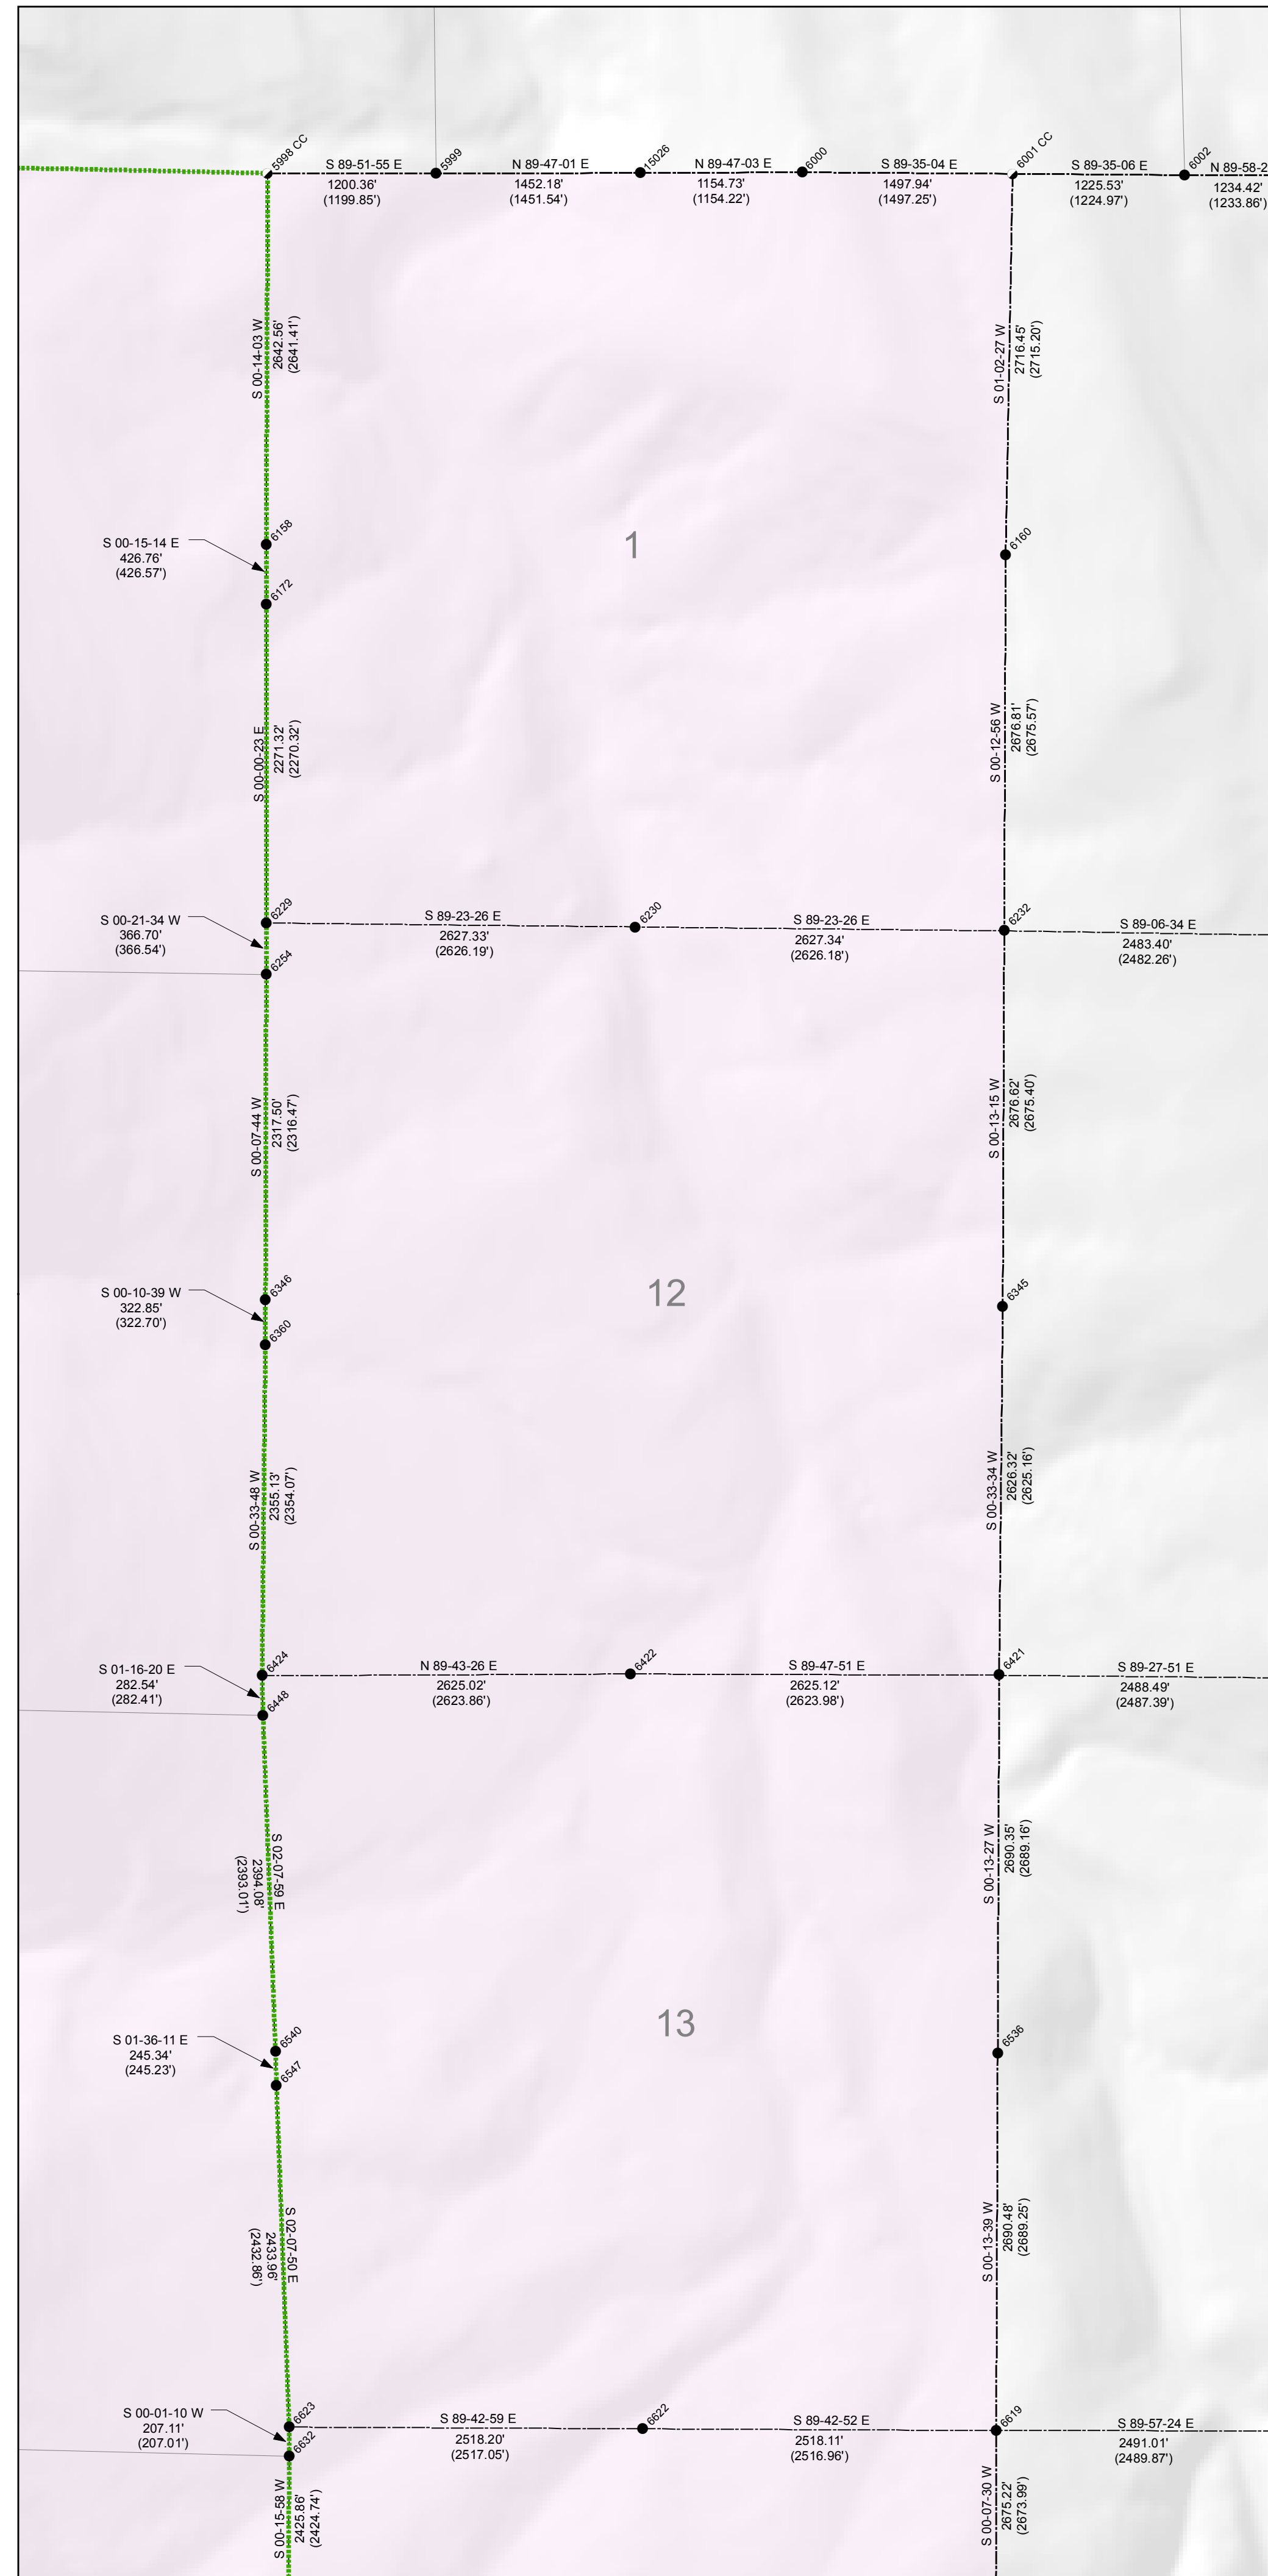 5998 CC
5999
15026
6000
6001 CC
6002
S 89-51-55 E
1200.36'
(1199.85')
N 89-47-01 E
1452.18'
(1451.54')
N 89-47-03 E
1154.73'
(1154.22')
S 89-35-04 E
1497.94'
(1497.25')
S 89-35-06 E
1225.53'
(1224.97')
N 89-58-2
1234.42'
(1233.86')
S 00-14-03 W
2642.56'
(2641.41')
S 01-02-27 W
2716.45'
(2715.20')
6158
S 00-15-14 E
426.76'
(426.57')
1
6160
6172
S 00-00-23 E
2271.32'
(2270.32')
S 00-12-56 W
2676.81'
(2675.57')
6229
6230
6232
S 00-21-34 W
366.70'
(366.54')
S 89-23-26 E
2627.33'
(2626.19')
S 89-23-26 E
2627.34'
(2626.18')
S 89-06-34 E
2483.40'
(2482.26')
6254
S 00-07-44 W
2317.50'
(2316.47')
S 00-13-15 W
2676.62'
(2675.40')
6346
S 00-10-39 W
322.85'
(322.70')
12
6345
6360
S 00-33-48 W
2355.13'
(2354.07')
S 00-33-34 W
2626.32'
(2625.16')
6424
6422
6421
S 01-16-20 E
282.54'
(282.41')
N 89-43-26 E
2625.02'
(2623.86')
S 89-47-51 E
2625.12'
(2623.98')
S 89-27-51 E
2488.49'
(2487.39')
6448
S 02-07-59 E
2394.08'
(2393.01')
S 00-13-27 W
2690.35'
(2689.16')
13
6540
S 01-36-11 E
245.34'
(245.23')
6536
6547
S 02-07-50 E
2433.96'
(2432.86')
S 00-13-39 W
2690.48'
(2689.25')
6623
6622
6619
S 00-01-10 W
207.11'
(207.01')
S 89-42-59 E
2518.20'
(2517.05')
S 89-42-52 E
2518.11'
(2516.96')
S 89-57-24 E
2491.01'
(2489.87')
6632
S 00-15-58 W
2425.86'
(2424.74')
S 00-07-30 W
2675.22'
(2673.99')